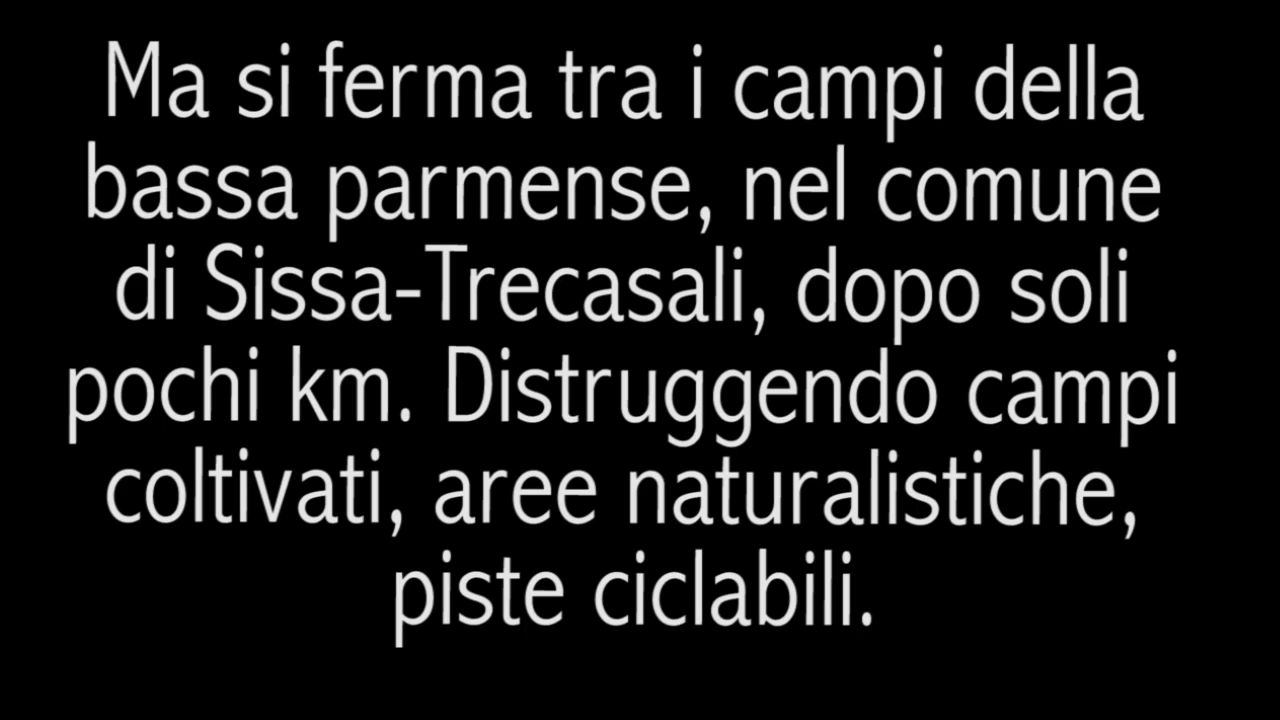 Ma si ferma tra i campi della
bassa parmense, nel comune
di Sissa-Trecasali, dopo soli
pochi km. Distruggendo campi
coltivati, aree naturalistiche,
piste ciclabili.